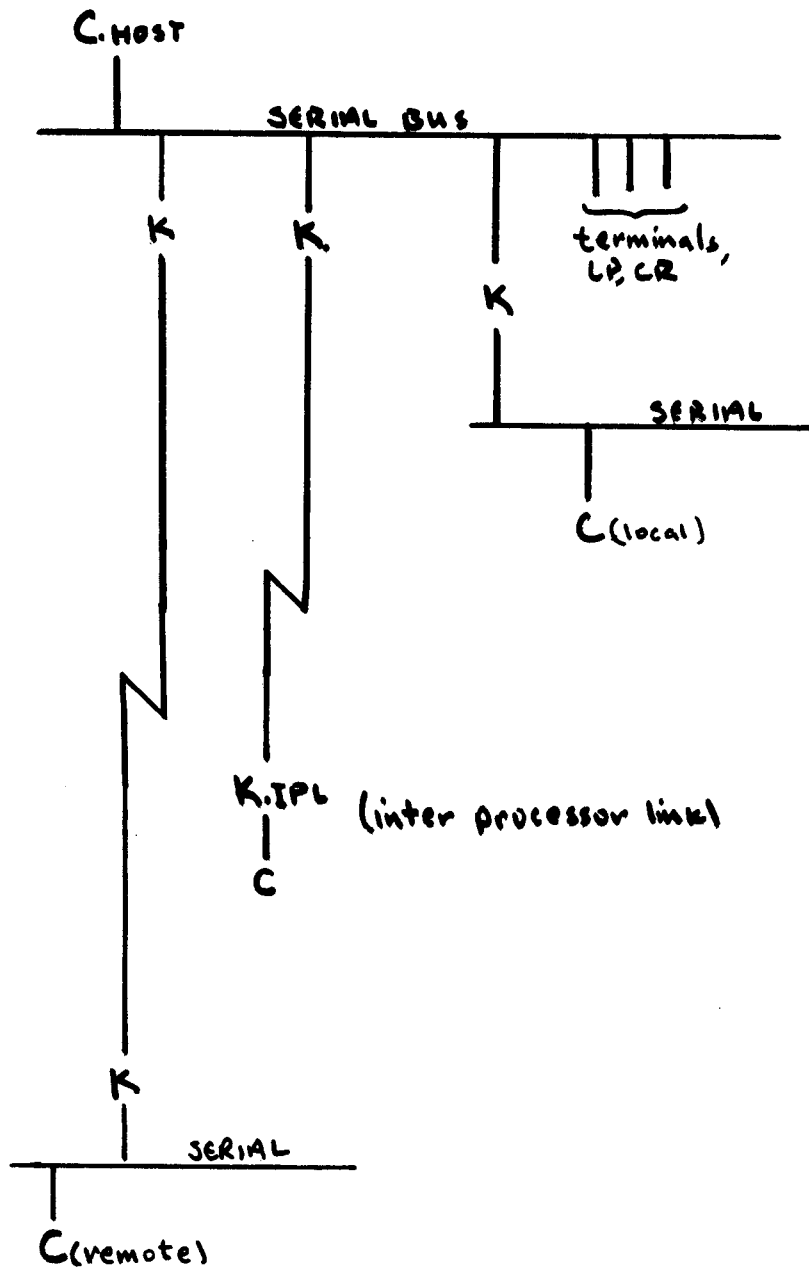 C.HOST
SERIAL BUS
K
K.
terminals,
LP, CR
K
SERIAL
C(local)
K.IPL (inter processor link)
C
K
SERIAL
C(remote)